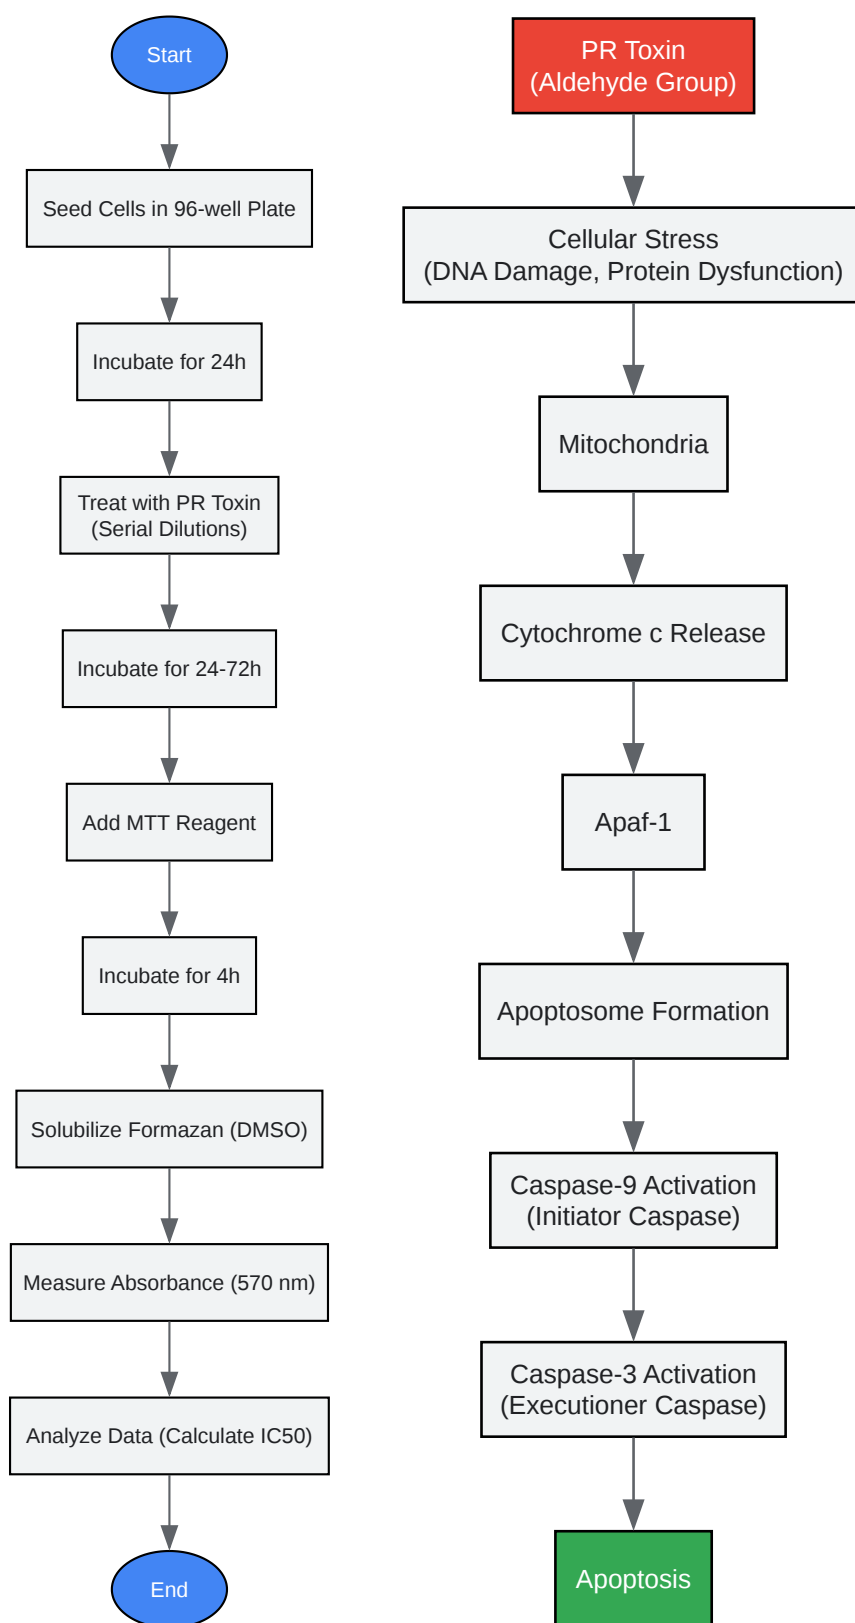 Start
Seed Cells in 96-well Plate
Incubate for 24h
Treat with PR Toxin
(Serial Dilutions)
Incubate for 24-72h
Add MTT Reagent
Incubate for 4h
Solubilize Formazan (DMSO)
Measure Absorbance (570 nm)
Analyze Data (Calculate IC50)
End
PR Toxin
(Aldehyde Group)
Cellular Stress
(DNA Damage, Protein Dysfunction)
Mitochondria
Cytochrome c Release
Apaf-1
Apoptosome Formation
Caspase-9 Activation
(Initiator Caspase)
Caspase-3 Activation
(Executioner Caspase)
Apoptosis